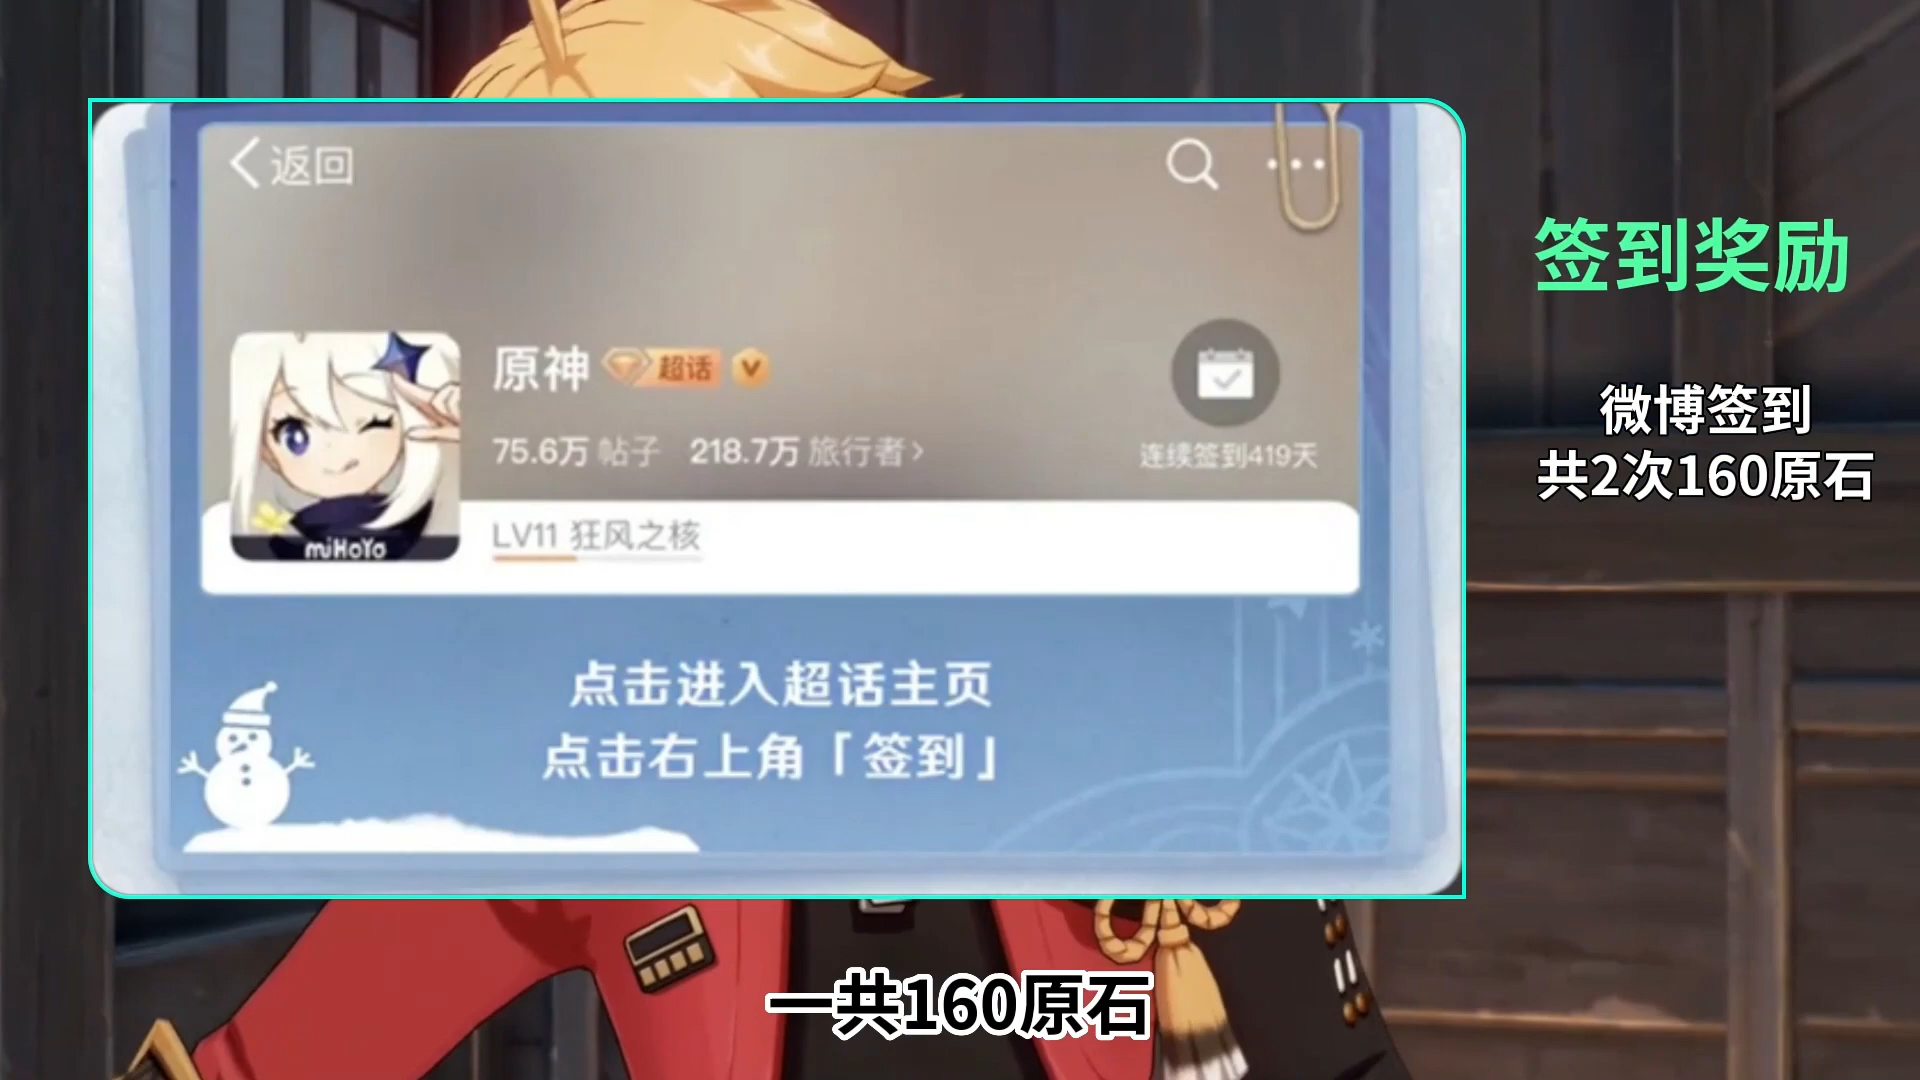 返回
原神 超话
75.6万 帖子 218.7万 旅行者
连续签到419天
miHoYo
LV11 狂风之核
点击进入超话主页
点击右上角「签到」
签到奖励
微博签到
共2次160原石
一共160原石